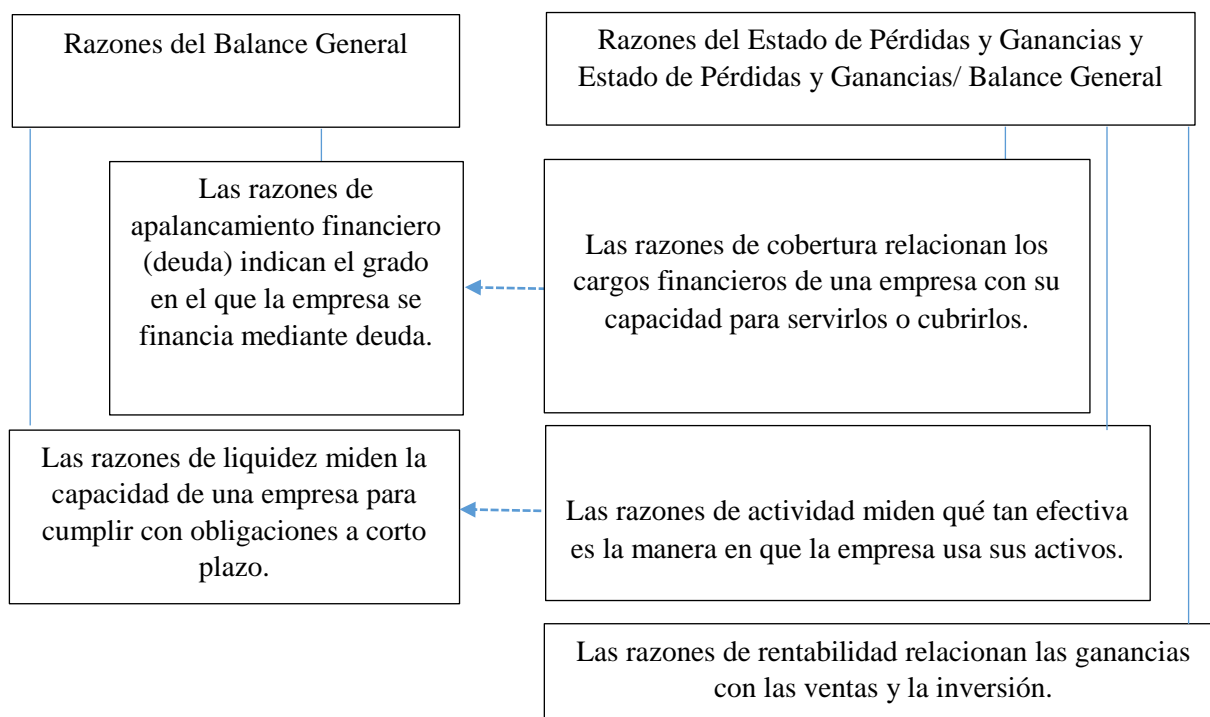 Razones del Balance General
Razones del Estado de Pérdidas y Ganancias y
Estado de Pérdidas y Ganancias/ Balance General
Las razones de
apalancamiento financiero
(deuda) indican el grado
en el que la empresa se
financia mediante deuda.
Las razones de cobertura relacionan los
cargos financieros de una empresa con su
capacidad para servirlos o cubrirlos.
Las razones de liquidez miden la
capacidad de una empresa para
cumplir con obligaciones a corto
plazo.
Las razones de actividad miden qué tan efectiva
es la manera en que la empresa usa sus activos.
Las razones de rentabilidad relacionan las ganancias
con las ventas y la inversión.